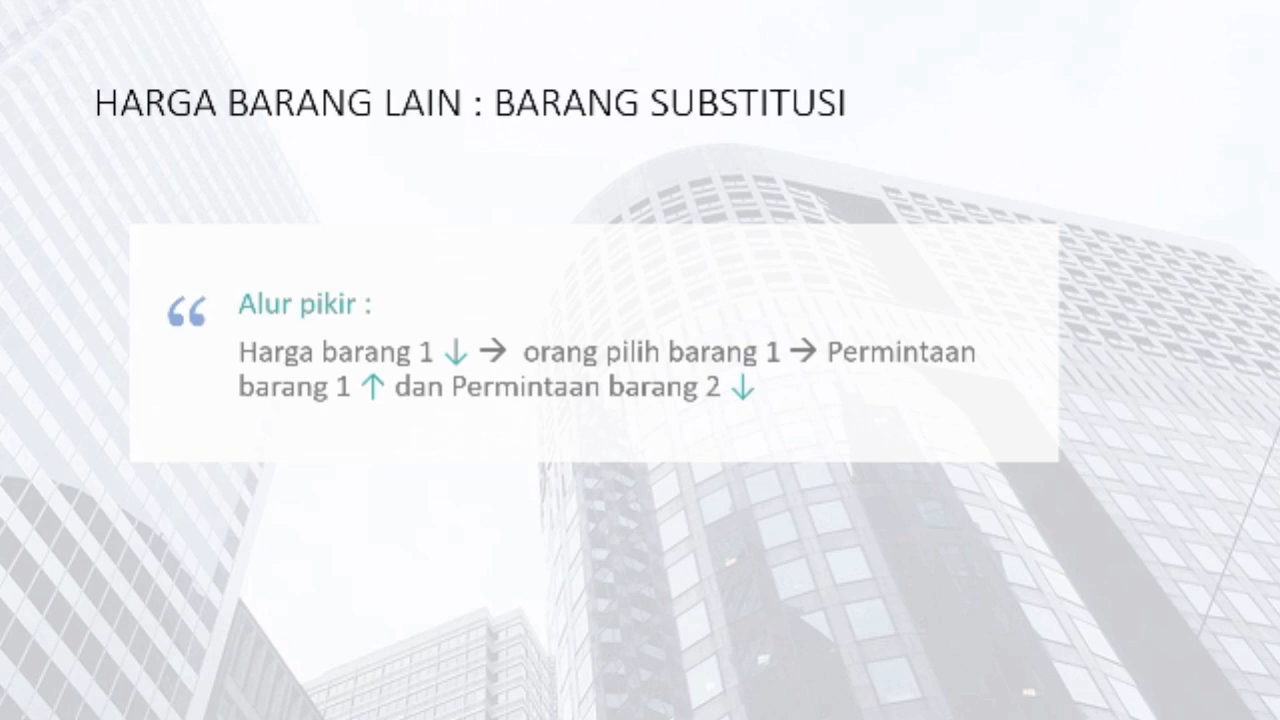 HARGA BARANG LAIN : BARANG SUBSTITUSI
“ Alur pikir :
Harga barang 1 ↓ → orang pilih barang 1 → Permintaan
barang 1 ↑ dan Permintaan barang 2 ↓